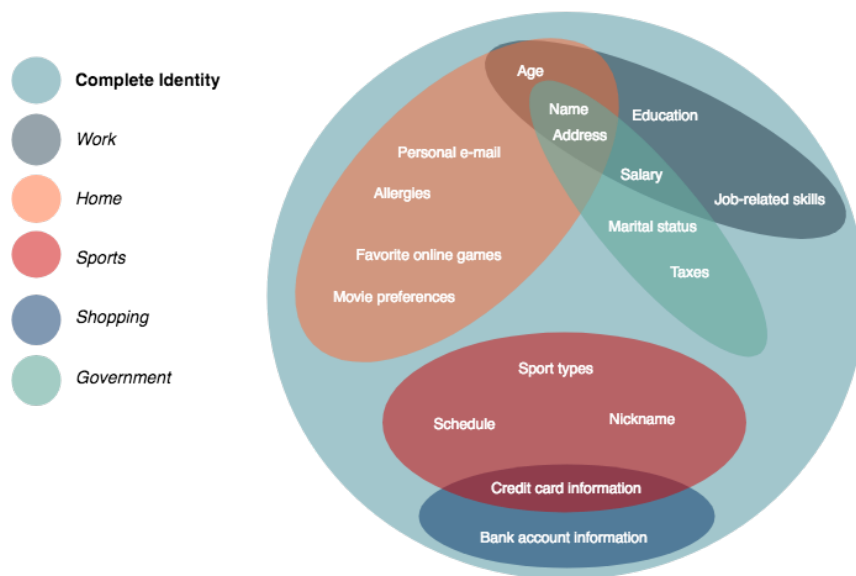 Complete Identity
Work
Home
Sports
Shopping
Government
Age
Name
Address
Education
Salary
Job-related skills
Personal e-mail
Allergies
Favorite online games
Movie preferences
Marital status
Taxes
Sport types
Schedule
Nickname
Credit card information
Bank account information